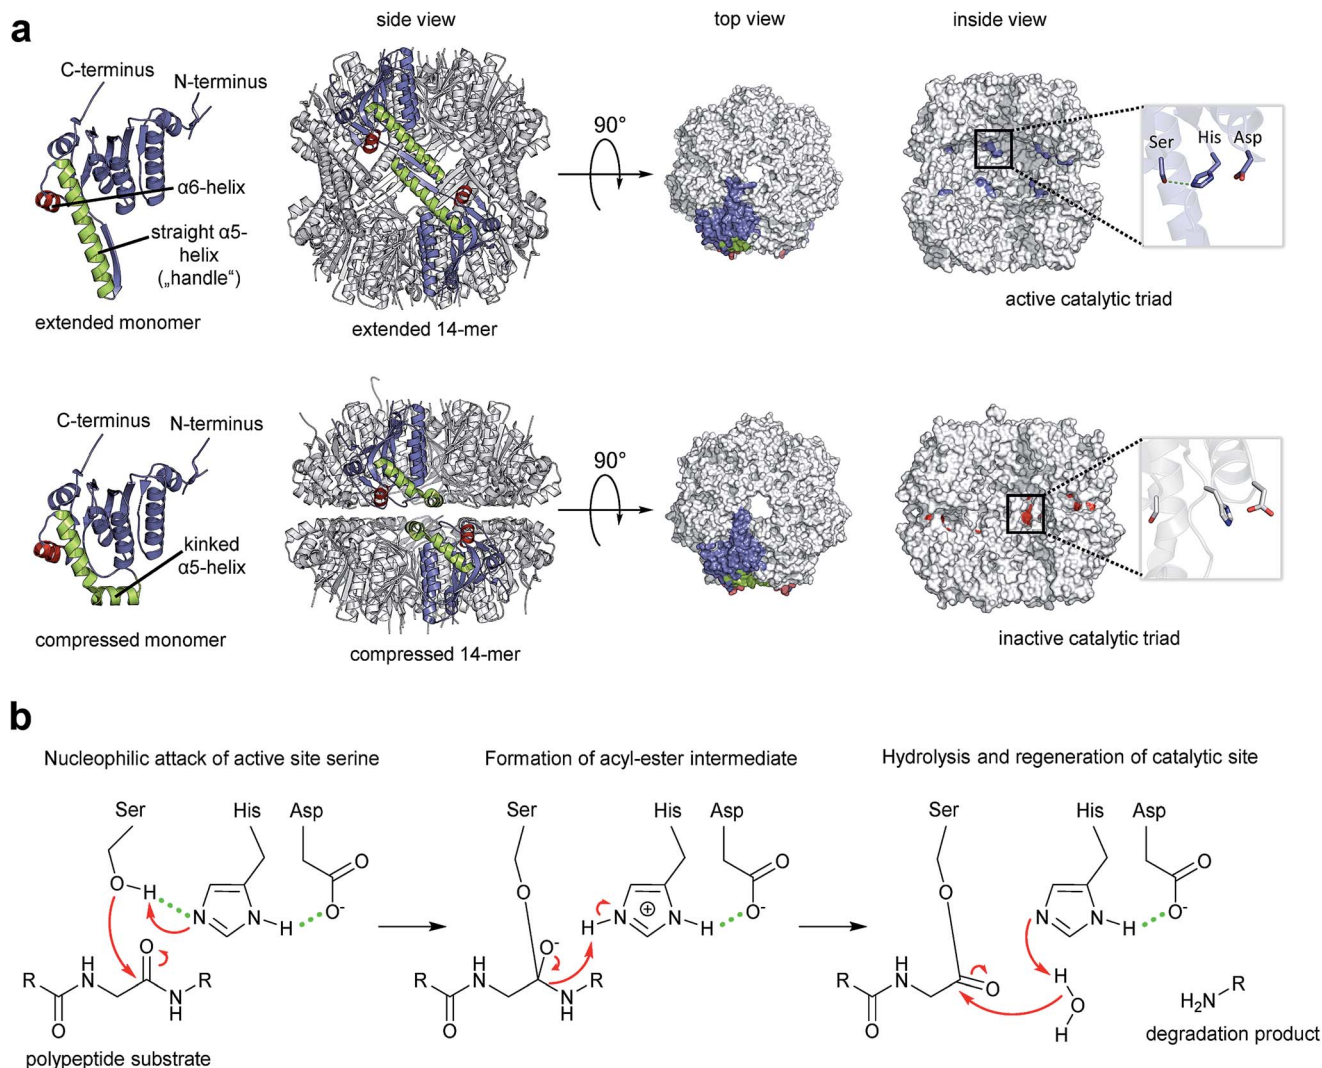 a
side view
top view
inside view
C-terminus
N-terminus
α6-helix
straight α5-
helix
(„handle“)
extended monomer
extended 14-mer
90°
Ser
His
Asp
active catalytic triad
C-terminus
N-terminus
kinked
α5-helix
compressed monomer
compressed 14-mer
90°
inactive catalytic triad
b
Nucleophilic attack of active site serine
Formation of acyl-ester intermediate
Hydrolysis and regeneration of catalytic site
Ser
His
Asp
O
H
N
N
H
O
O-
O
R
H
N
O
N
H
R
polypeptide substrate
Ser
His
Asp
O
H
N
+
N
H
O
O-
O-
R
H
N
O
N
H
R
Ser
His
Asp
O
N
N
H
O
O-
R
H
N
O
O
H
O
H
H2N
R
degradation product